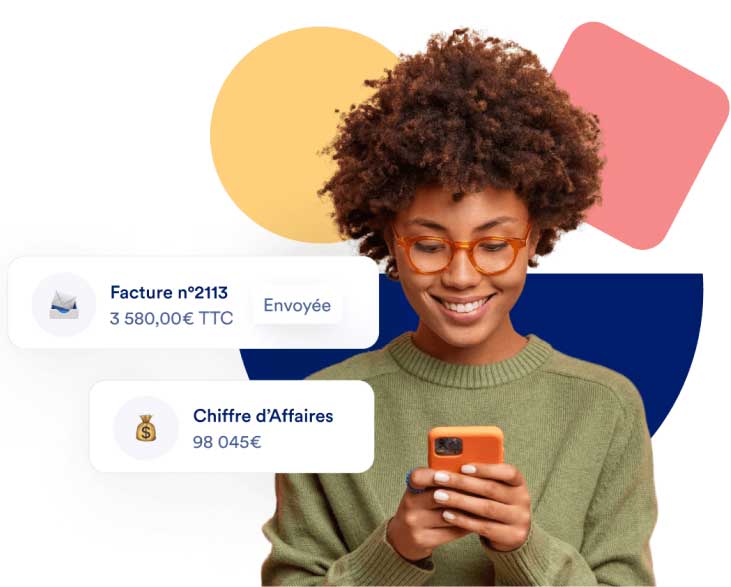 Facture n°2113
3 580,00€ TTC
Envoyée
Chiffre d’Affaires
98 045€